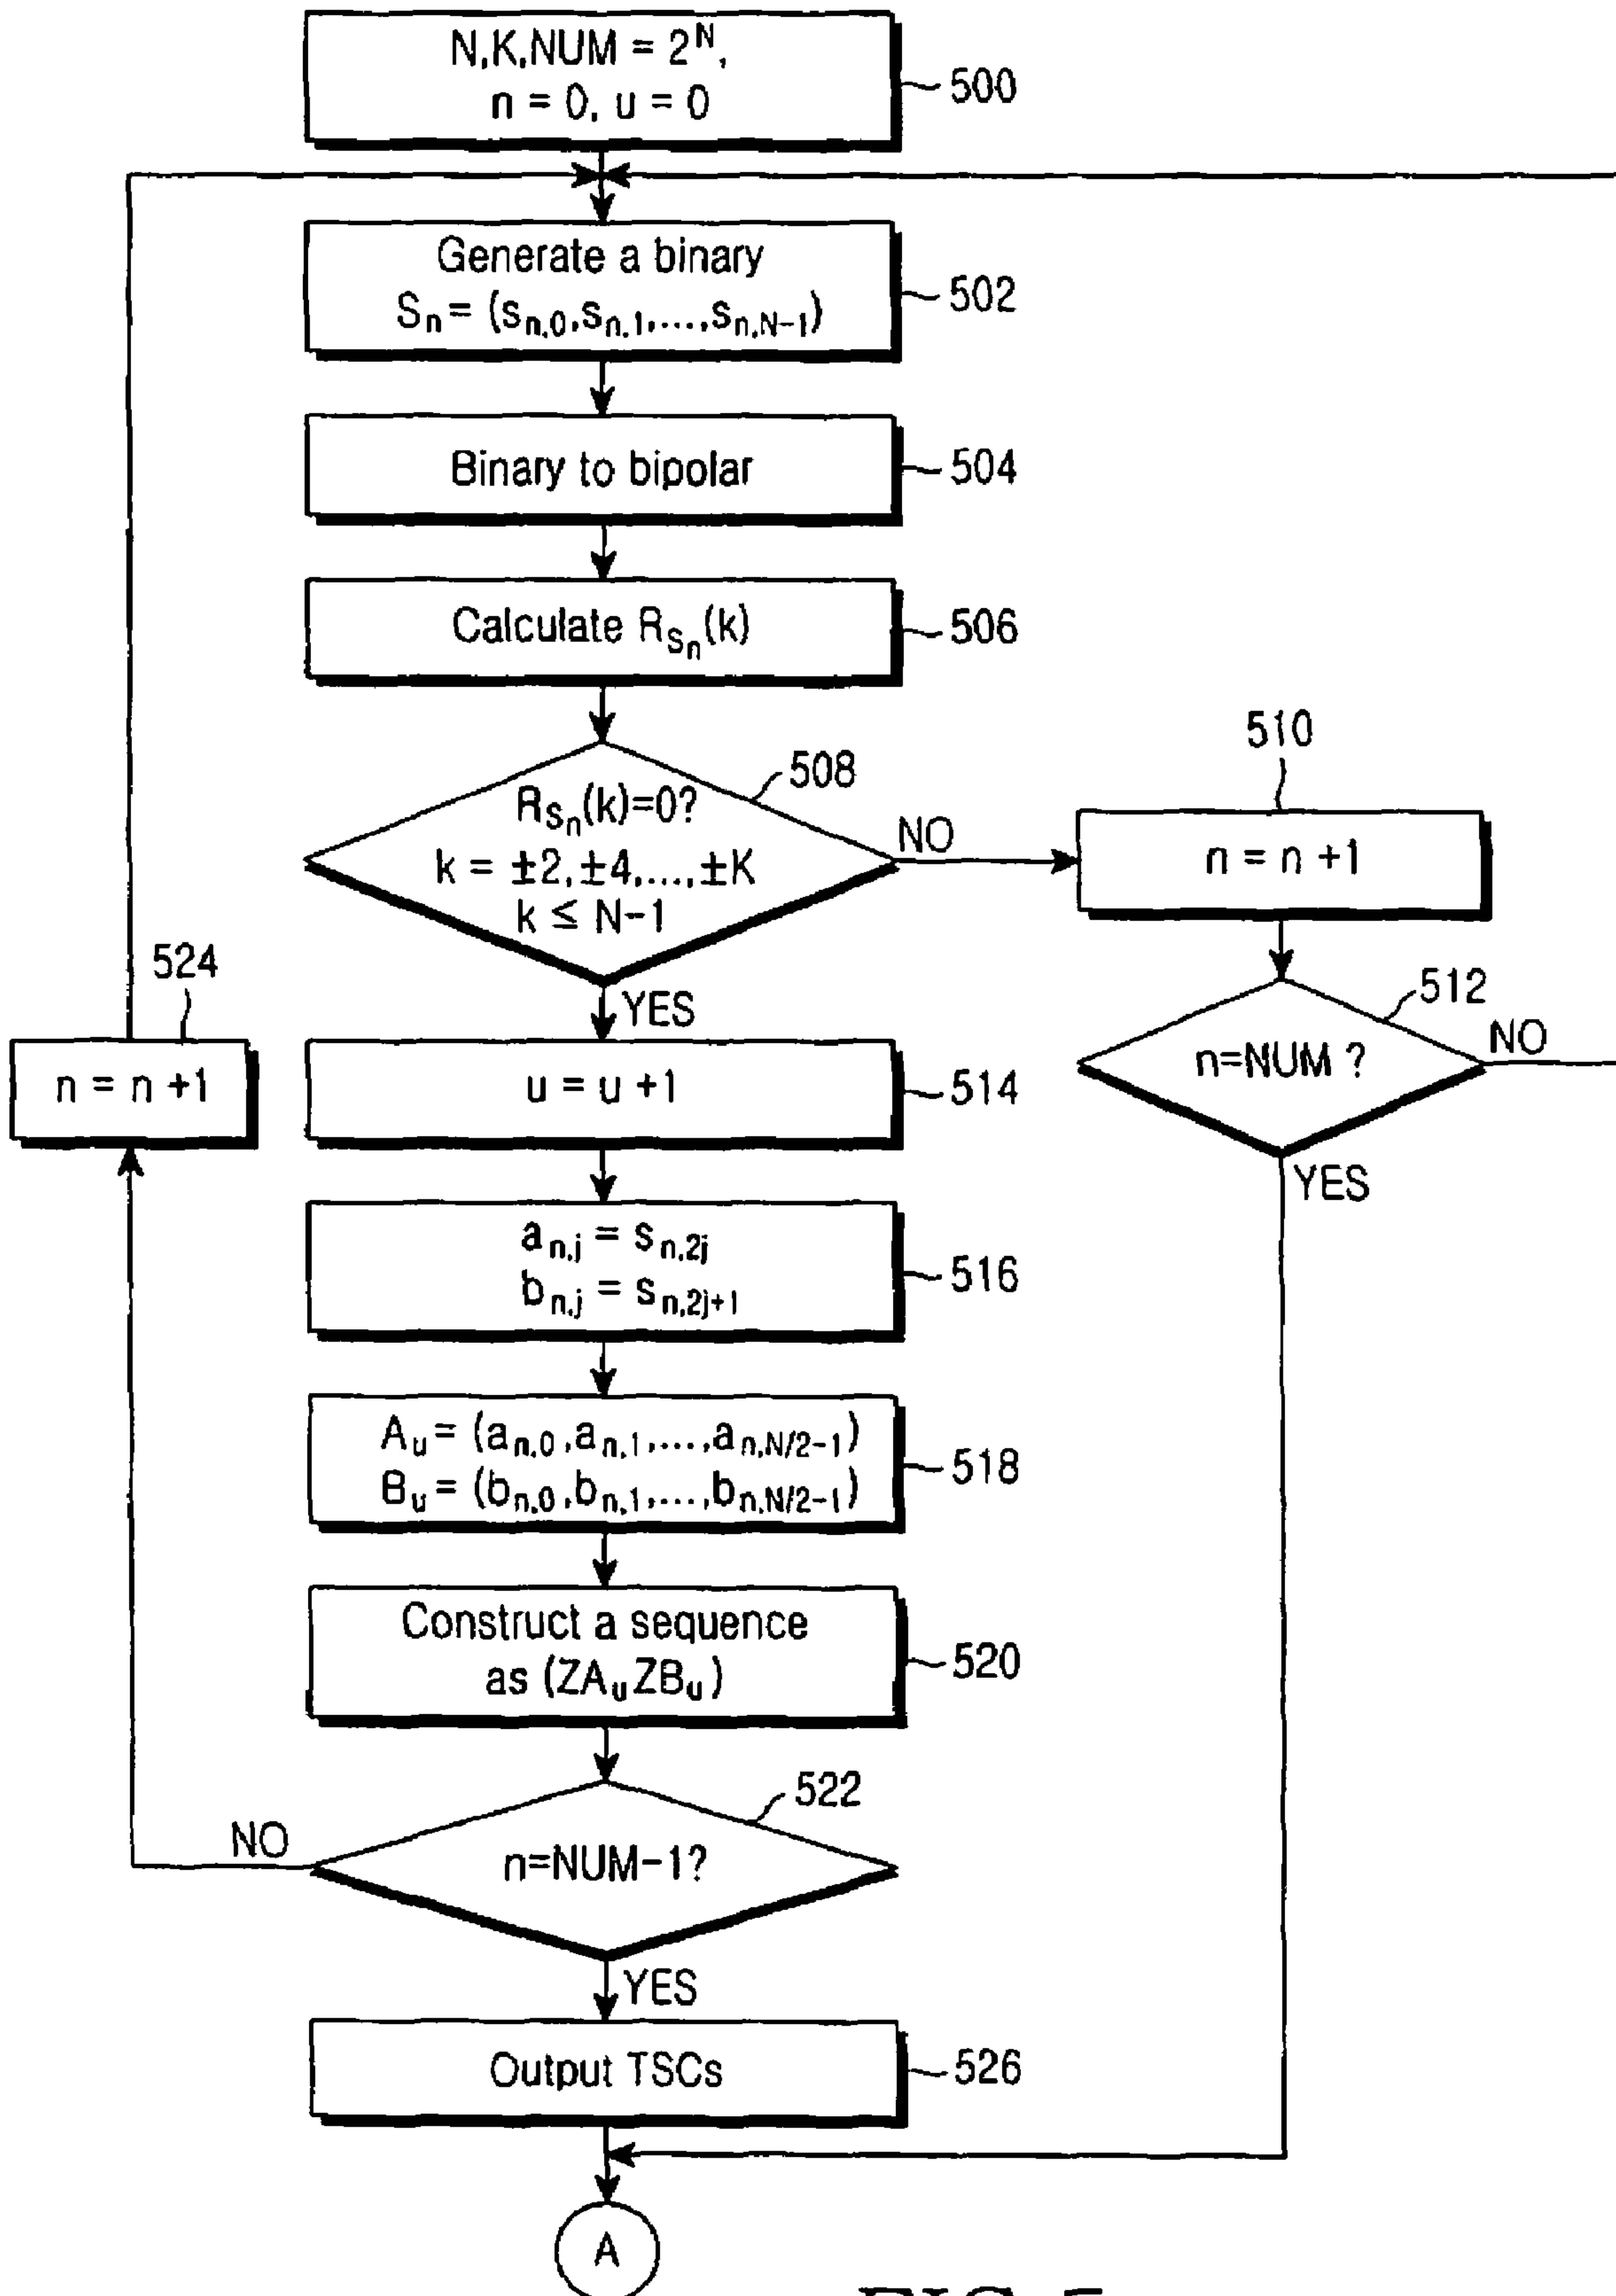 N,K,NUM = 2^N,
n = 0, u = 0
500
Generate a binary
S_n = (s_n,0,s_n,1,...,s_n,N-1)
502
Binary to bipolar
504
Calculate R_S_n(k)
506
508
R_S_n(k)=0?
k = ±2,±4,...,±K
k ≤ N-1
NO
YES
510
n = n +1
512
n=NUM ?
NO
YES
524
n = n +1
u = u +1
514
a_n,j = s_n,2j
b_n,j = s_n,2j+1
516
A_u = (a_n,0,a_n,1,...,a_n,N/2-1)
B_u = (b_n,0,b_n,1,...,b_n,N/2-1)
518
Construct a sequence
as (ZA_u ZB_u)
520
522
n=NUM-1?
NO
YES
Output TSCs
526
A